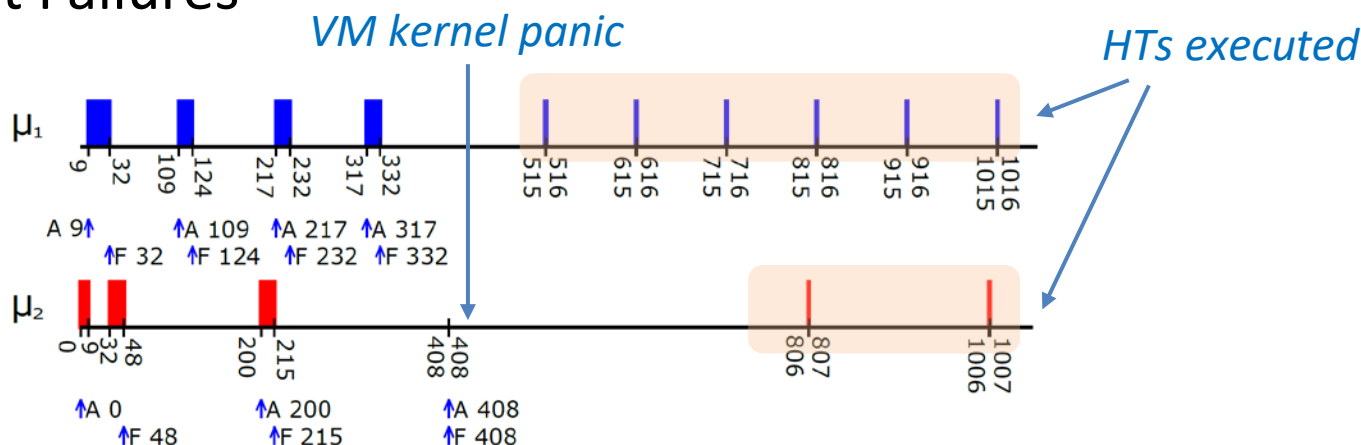 t Failures
VM kernel panic
HTs executed
μ₁
9 32 109 124 217 232 317 332 515 516 615 616 715 716 815 816 915 916 1015 1016
A 9 A 109 A 217 A 317
F 32 F 124 F 232 F 332
μ₂
0 9 32 48 200 215 408 408 806 807 1006 1007
A 0 A 200 A 408
F 48 F 215 F 408